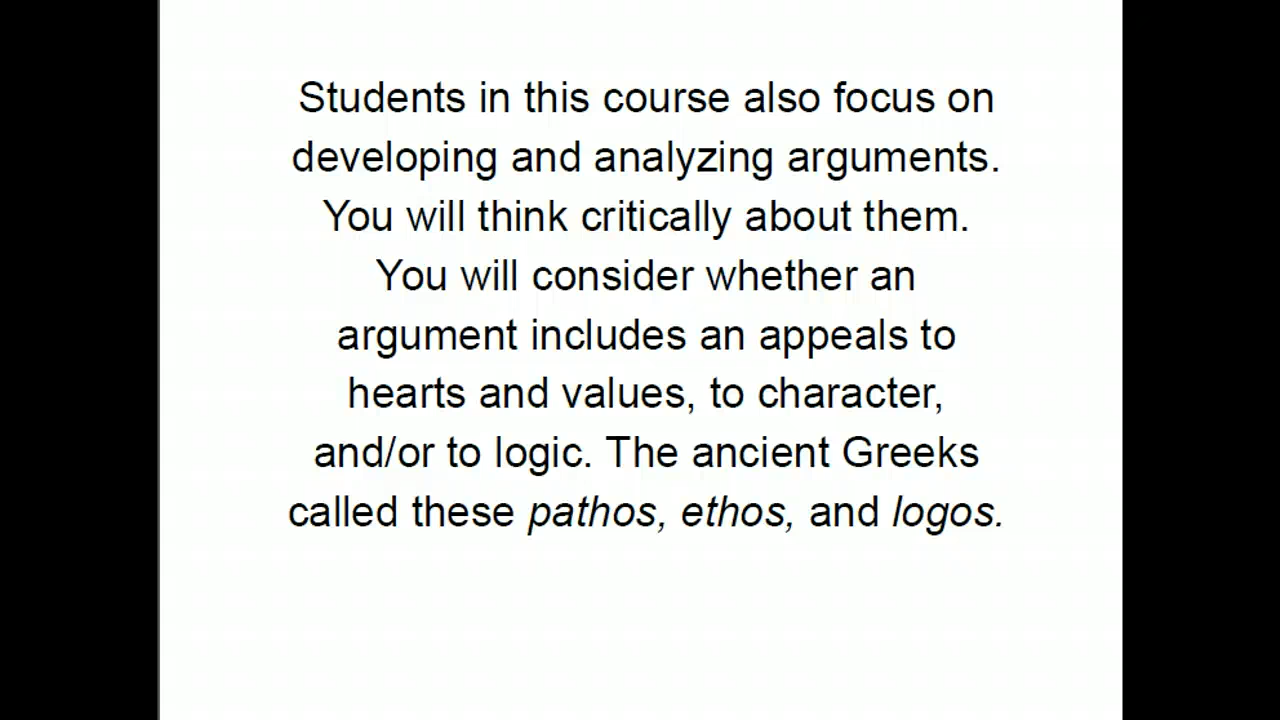 Students in this course also focus on
developing and analyzing arguments.
You will think critically about them.
You will consider whether an
argument includes an appeals to
hearts and values, to character,
and/or to logic. The ancient Greeks
called these pathos, ethos, and logos.